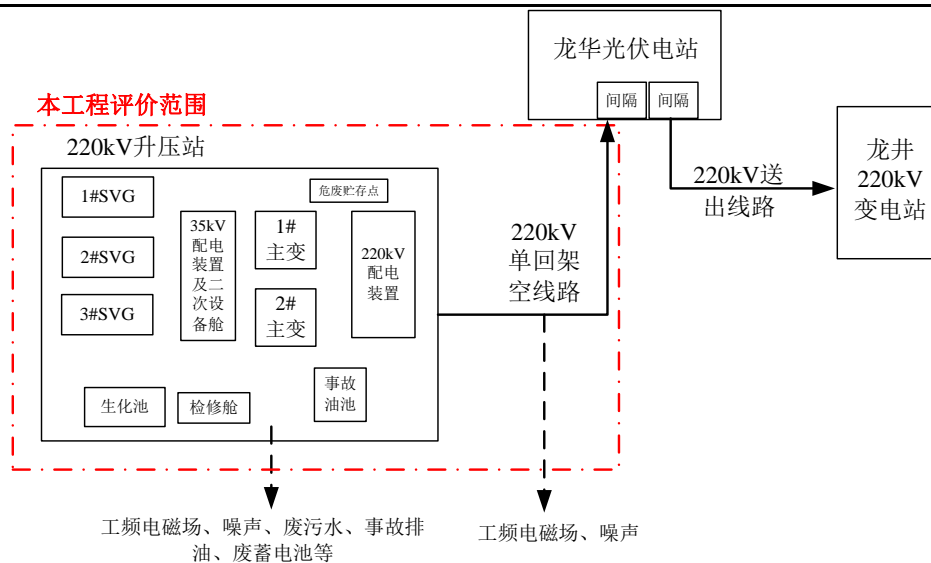 龙华光伏电站
间隔
间隔
本工程评价范围
220kV升压站
1#SVG
2#SVG
3#SVG
35kV
配电
装置
及二
次设
备舱
1#
主变
2#
主变
危废贮存点
220kV
配电
装置
生化池
检修舱
事故
油池
220kV
单回架
空线路
220kV送
出线路
龙井
220kV
变电站
工频电磁场、噪声、废污水、事故排
油、废蓄电池等
工频电磁场、噪声